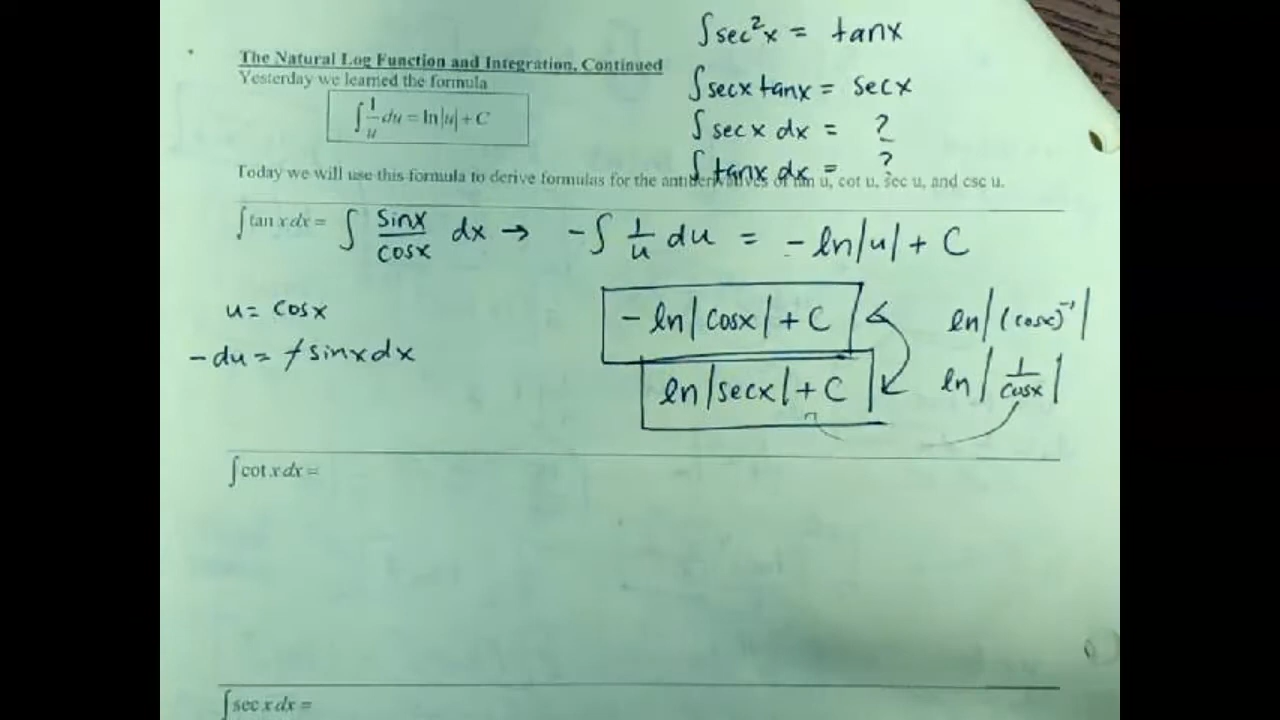 ∫sec²x = tanx
The Natural Log Function and Integration, Continued
Yesterday we learned the formula
∫secx tanx = secx
∫ 1/u du = ln|u| + C
∫ secx dx = ?
∫ tanx dx = ?
Today we will use this formula to derive formulas for the antiderivatives of tan u, cot u, sec u, and csc u.
∫ tan x dx = ∫ sinx/cosx dx → -∫ 1/u du = -ln|u| + C
u = cosx
-ln|cosx| + C
ln|(cosx)⁻¹|
-du = -sinxdx
ln|secx| + C
ln|1/cosx|
∫ cot x dx =
∫ sec x dx =